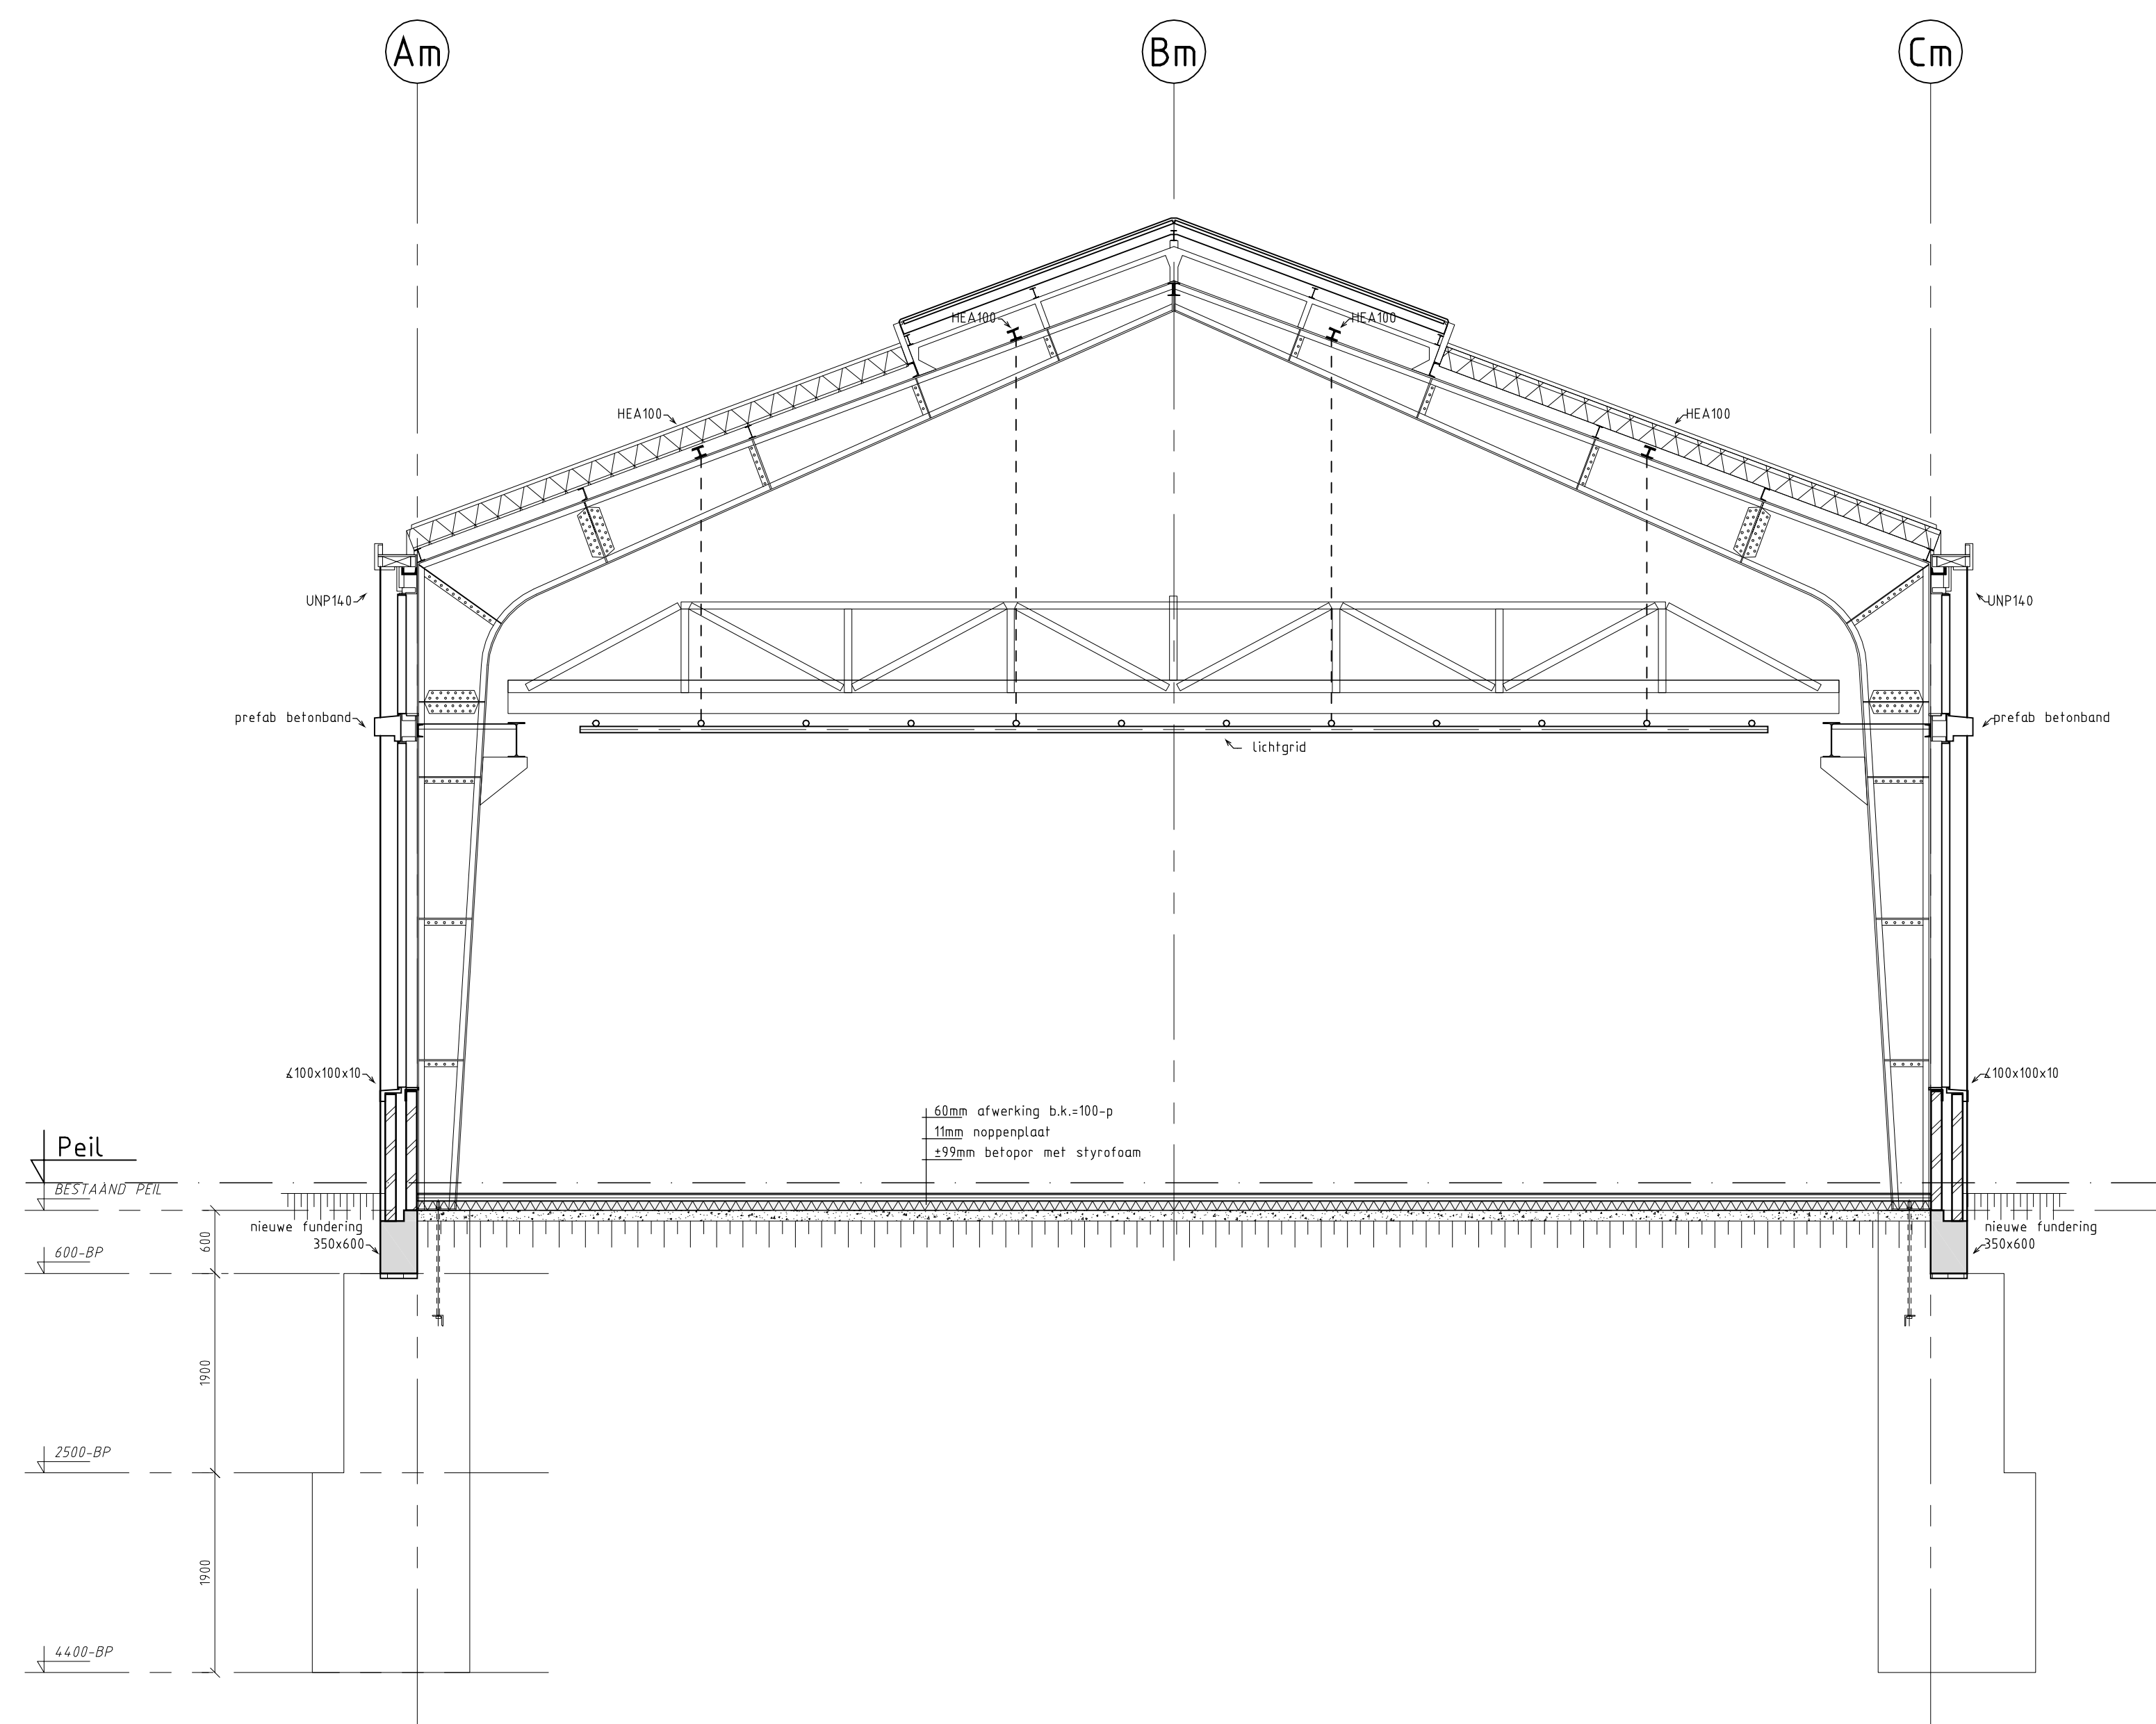 Am
Bm
Cm
HEA100
HEA100
HEA100
HEA100
UNP140
UNP140
prefab betonband
prefab betonband
lichtgrid
∡100x100x10
∡100x100x10
60mm afwerking b.k.=100-p
11mm noppenplaat
±99mm betopor met styrofoam
Peil
BESTAAND PEIL
nieuwe fundering
350x600
nieuwe fundering
350x600
600
600-BP
1900
2500-BP
1900
4400-BP